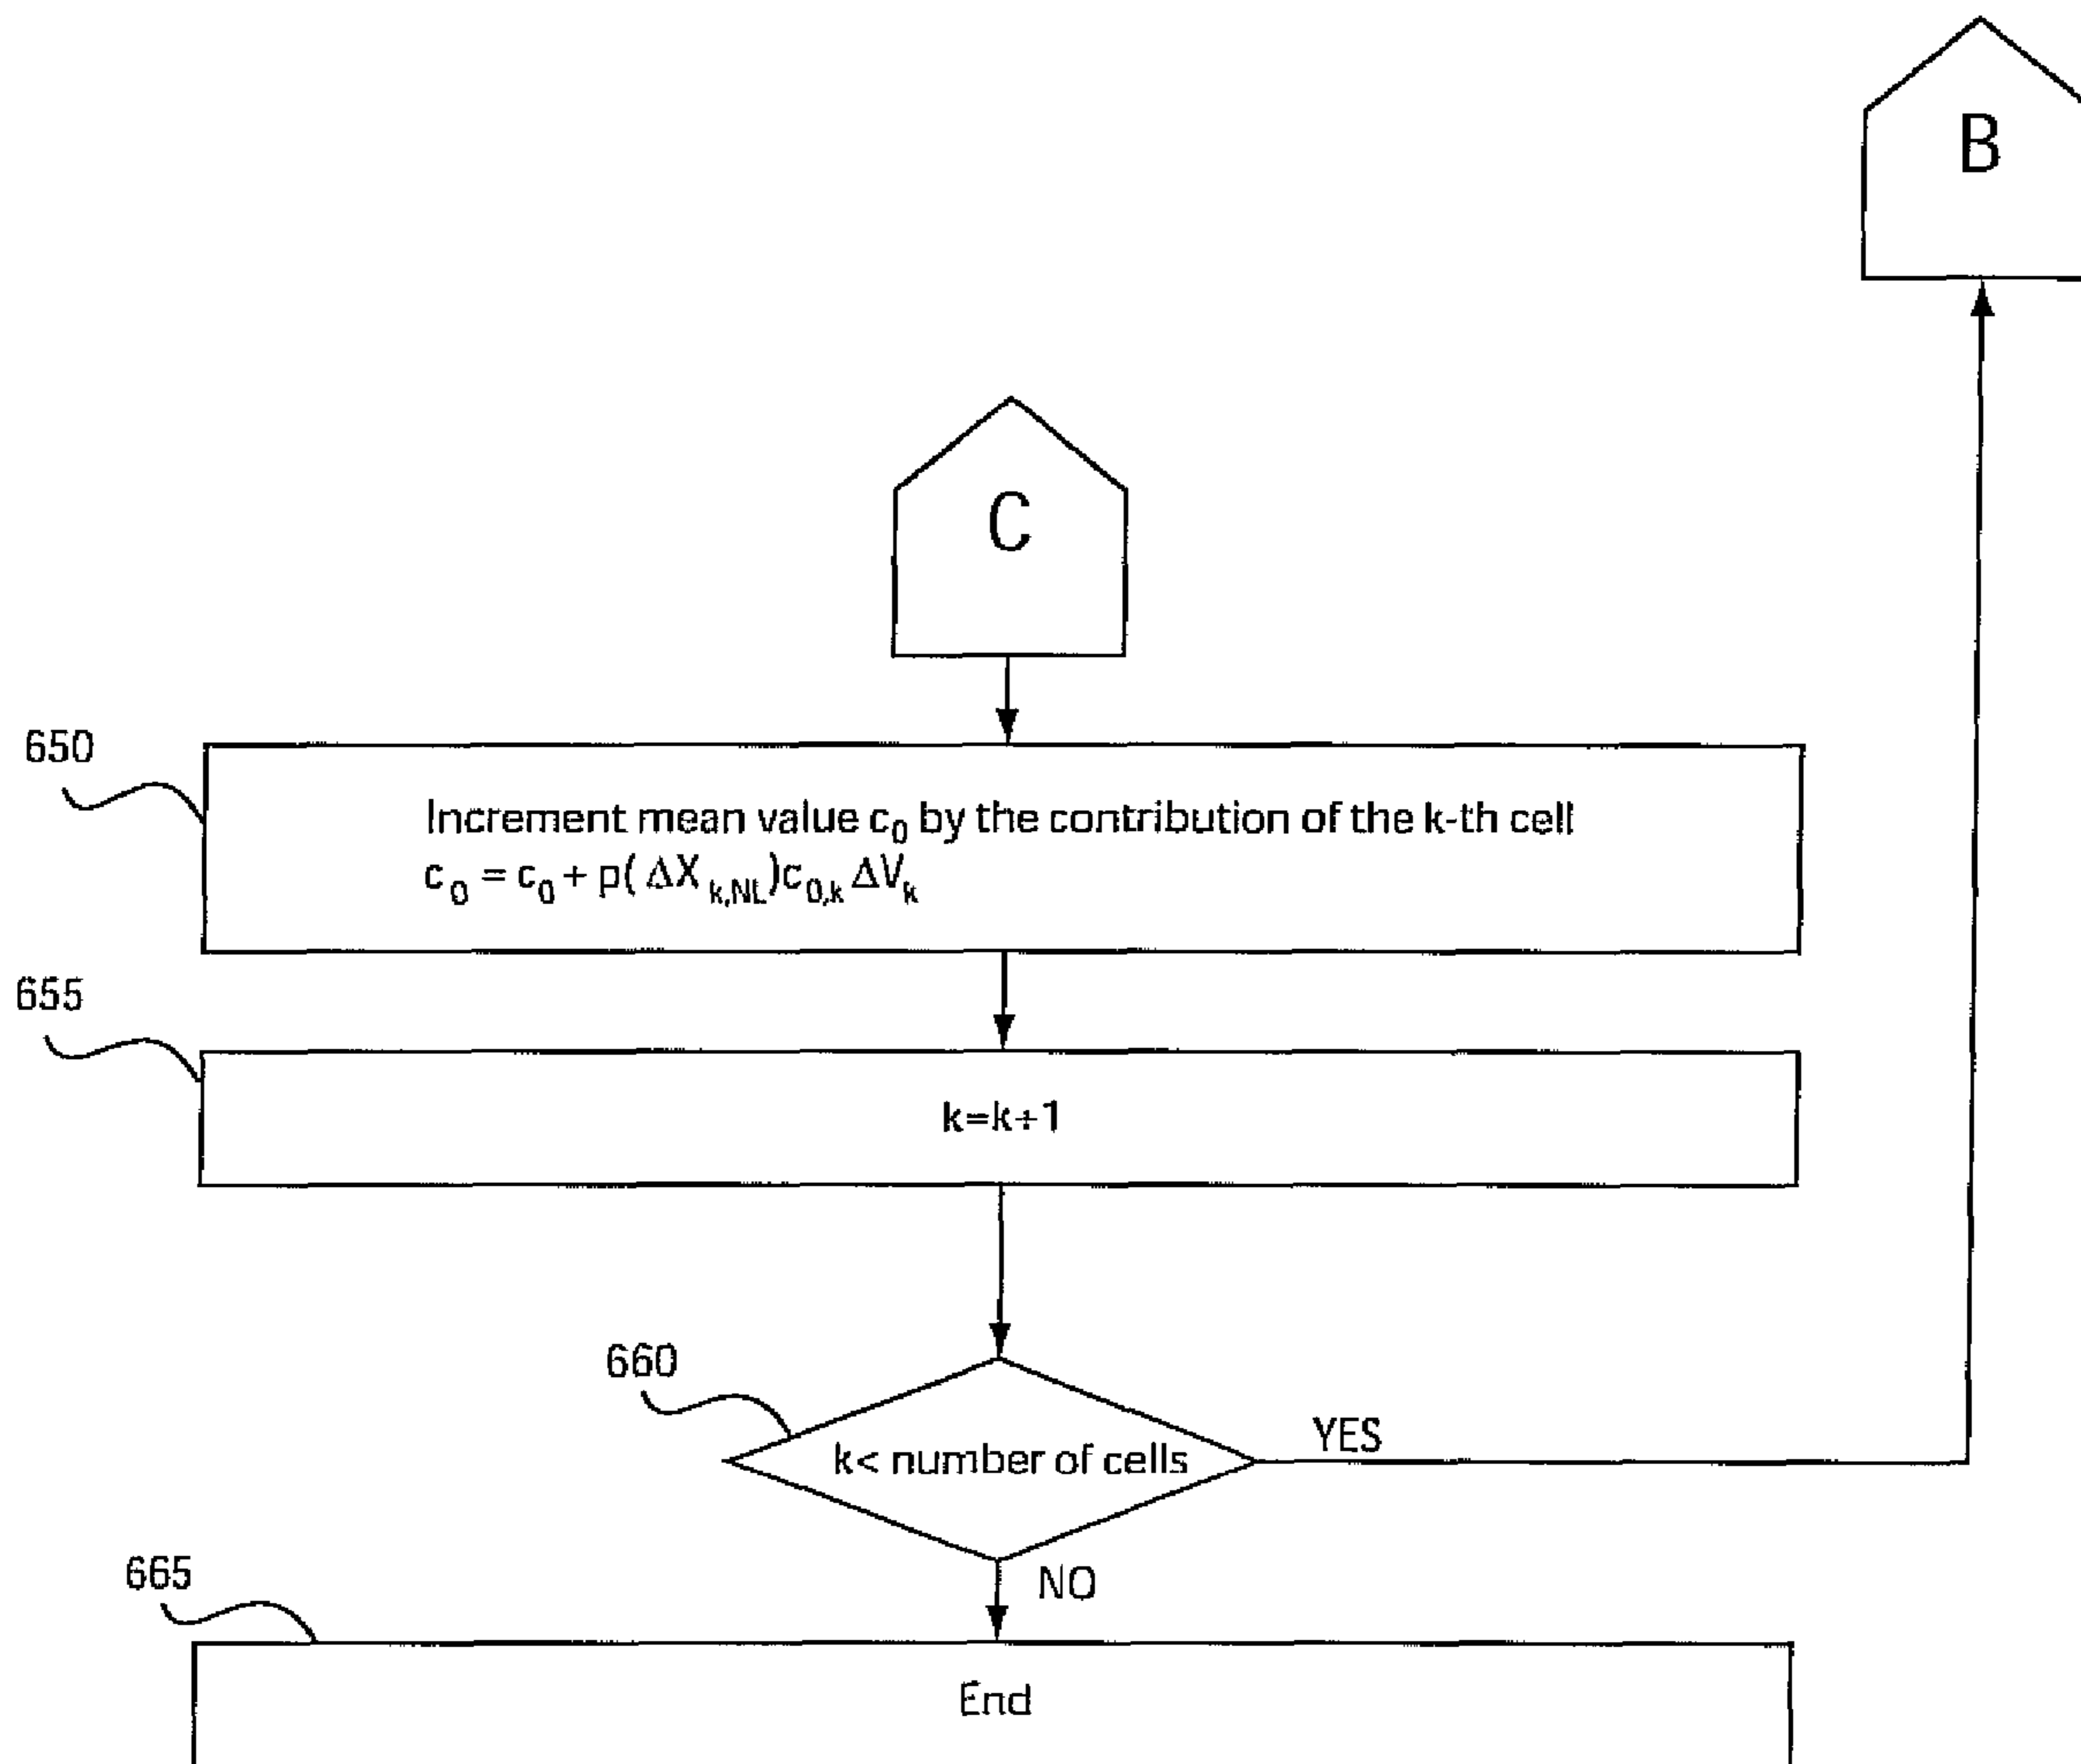 B
C
650
Increment mean value c₀ by the contribution of the k-th cell
c₀ = c₀ + p( ΔX k,NL)c₀,k ΔVk
655
k=k+1
660
k< number of cells
YES
NO
665
End